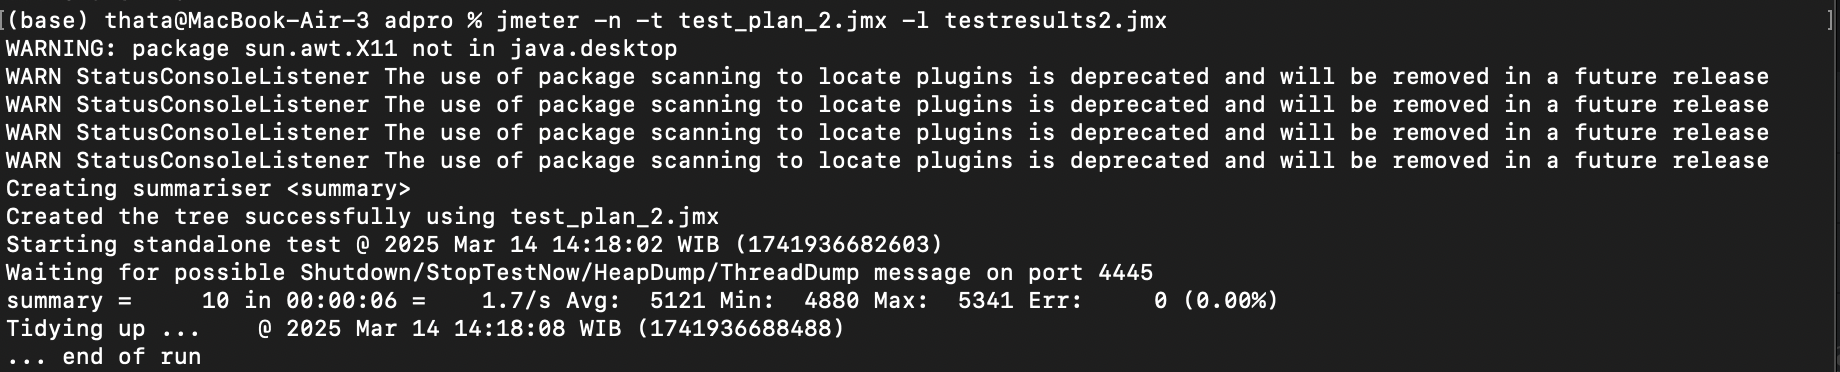 [(base) thata@MacBook-Air-3 adpro % jmeter -n -t test_plan_2.jmx -l testresults2.jmx ]
WARNING: package sun.awt.X11 not in java.desktop
WARN StatusConsoleListener The use of package scanning to locate plugins is deprecated and will be removed in a future release
WARN StatusConsoleListener The use of package scanning to locate plugins is deprecated and will be removed in a future release
WARN StatusConsoleListener The use of package scanning to locate plugins is deprecated and will be removed in a future release
WARN StatusConsoleListener The use of package scanning to locate plugins is deprecated and will be removed in a future release
Creating summariser <summary>
Created the tree successfully using test_plan_2.jmx
Starting standalone test @ 2025 Mar 14 14:18:02 WIB (1741936682603)
Waiting for possible Shutdown/StopTestNow/HeapDump/ThreadDump message on port 4445
summary =     10 in 00:00:06 =    1.7/s Avg:  5121 Min:  4880 Max:  5341 Err:     0 (0.00%)
Tidying up ...    @ 2025 Mar 14 14:18:08 WIB (1741936688488)
... end of run